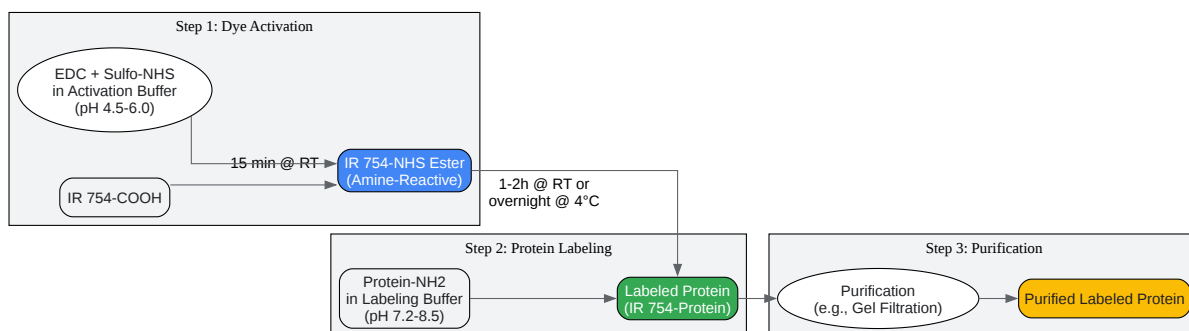 Step 1: Dye Activation
EDC + Sulfo-NHS
in Activation Buffer
(pH 4.5-6.0)
15 min @ RT
IR 754-NHS Ester
(Amine-Reactive)
IR 754-COOH
1-2h @ RT or
overnight @ 4°C
Step 2: Protein Labeling
Protein-NH2
in Labeling Buffer
(pH 7.2-8.5)
Labeled Protein
(IR 754-Protein)
Step 3: Purification
Purification
(e.g., Gel Filtration)
Purified Labeled Protein